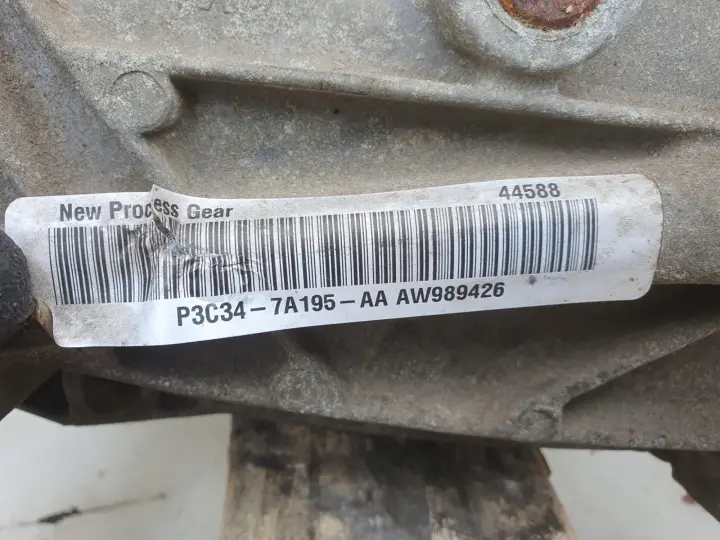 New Process Gear 44588
P3C34-7A195-AA AW989426